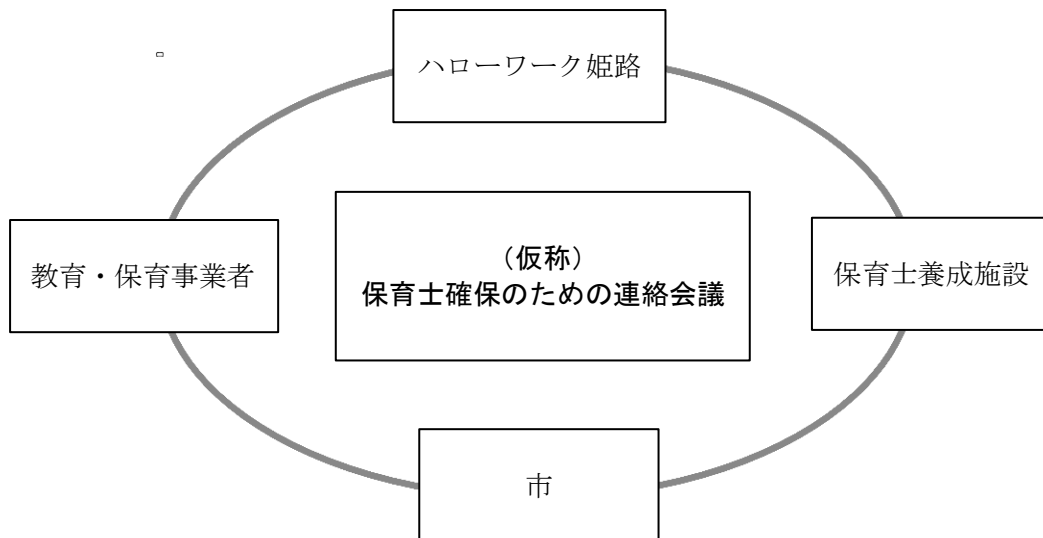 ハローワーク姫路
教育・保育事業者
（仮称）
保育士確保のための連絡会議
保育士養成施設
市